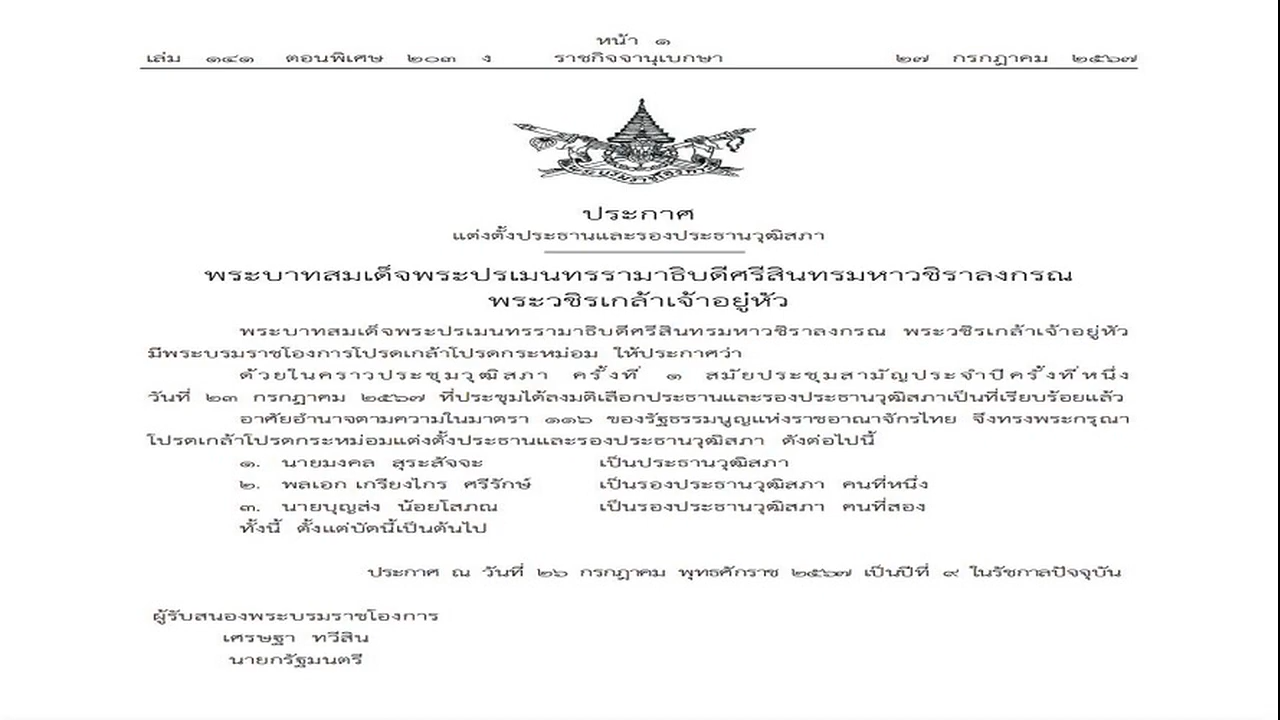 หน้า ๑
เล่ม ๑๔๑ ตอนพิเศษ ๒๐๓ ง ราชกิจจานุเบกษา ๒๗ กรกฎาคม ๒๕๖๗
ประกาศ
แต่งตั้งประธานและรองประธานวุฒิสภา
พระบาทสมเด็จพระปรเมนทรรามาธิบดีศรีสินทรมหาวชิราลงกรณ
พระวชิรเกล้าเจ้าอยู่หัว
พระบาทสมเด็จพระปรเมนทรรามาธิบดีศรีสินทรมหาวชิราลงกรณ พระวชิรเกล้าเจ้าอยู่หัว
มีพระบรมราชโองการโปรดเกล้าโปรดกระหม่อม ให้ประกาศว่า
ด้วยในคราวประชุมวุฒิสภา ครั้งที่ ๑ สมัยประชุมสามัญประจำปีครั้งที่หนึ่ง
วันที่ ๒๓ กรกฎาคม ๒๕๖๗ ที่ประชุมได้ลงมติเลือกประธานและรองประธานวุฒิสภาเป็นที่เรียบร้อยแล้ว
อาศัยอำนาจตามความในมาตรา ๑๑๖ ของรัฐธรรมนูญแห่งราชอาณาจักรไทย จึงทรงพระกรุณา
โปรดเกล้าโปรดกระหม่อมแต่งตั้งประธานและรองประธานวุฒิสภา ดังต่อไปนี้
๑. นายมงคล สุระสัจจะ เป็นประธานวุฒิสภา
๒. พลเอก เกรียงไกร ศรีรักษ์ เป็นรองประธานวุฒิสภา คนที่หนึ่ง
๓. นายบุญส่ง น้อยโสภณ เป็นรองประธานวุฒิสภา คนที่สอง
ทั้งนี้ ตั้งแต่บัดนี้เป็นต้นไป
ประกาศ ณ วันที่ ๒๖ กรกฎาคม พุทธศักราช ๒๕๖๗ เป็นปีที่ ๙ ในรัชกาลปัจจุบัน
ผู้รับสนองพระบรมราชโองการ
เศรษฐา ทวีสิน
นายกรัฐมนตรี